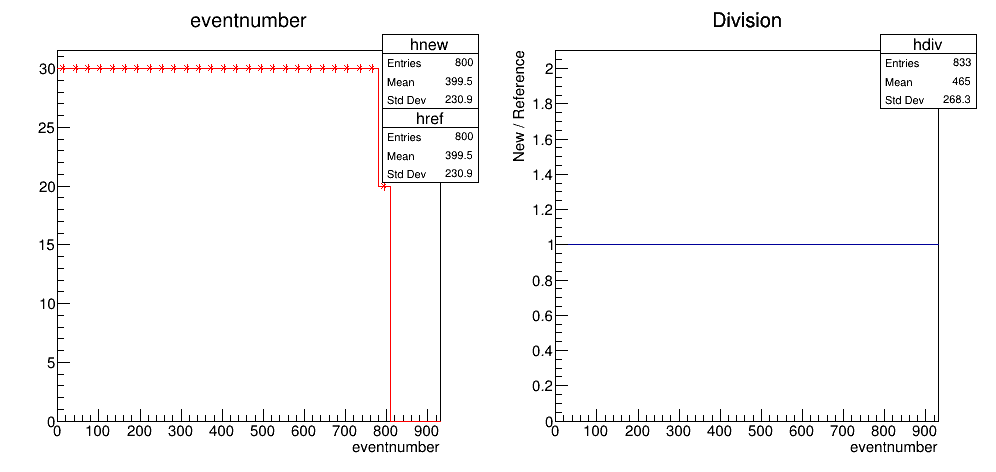 eventnumber
hnew
Entries 800
Mean 399.5
Std Dev 230.9
href
Entries 800
Mean 399.5
Std Dev 230.9
30
25
20
15
10
5
0
0 100 200 300 400 500 600 700 800 900
eventnumber
Division
hdiv
Entries 833
Mean 465
Std Dev 268.3
New / Reference
2
1.8
1.6
1.4
1.2
1
0.8
0.6
0.4
0.2
0
0 100 200 300 400 500 600 700 800 900
eventnumber